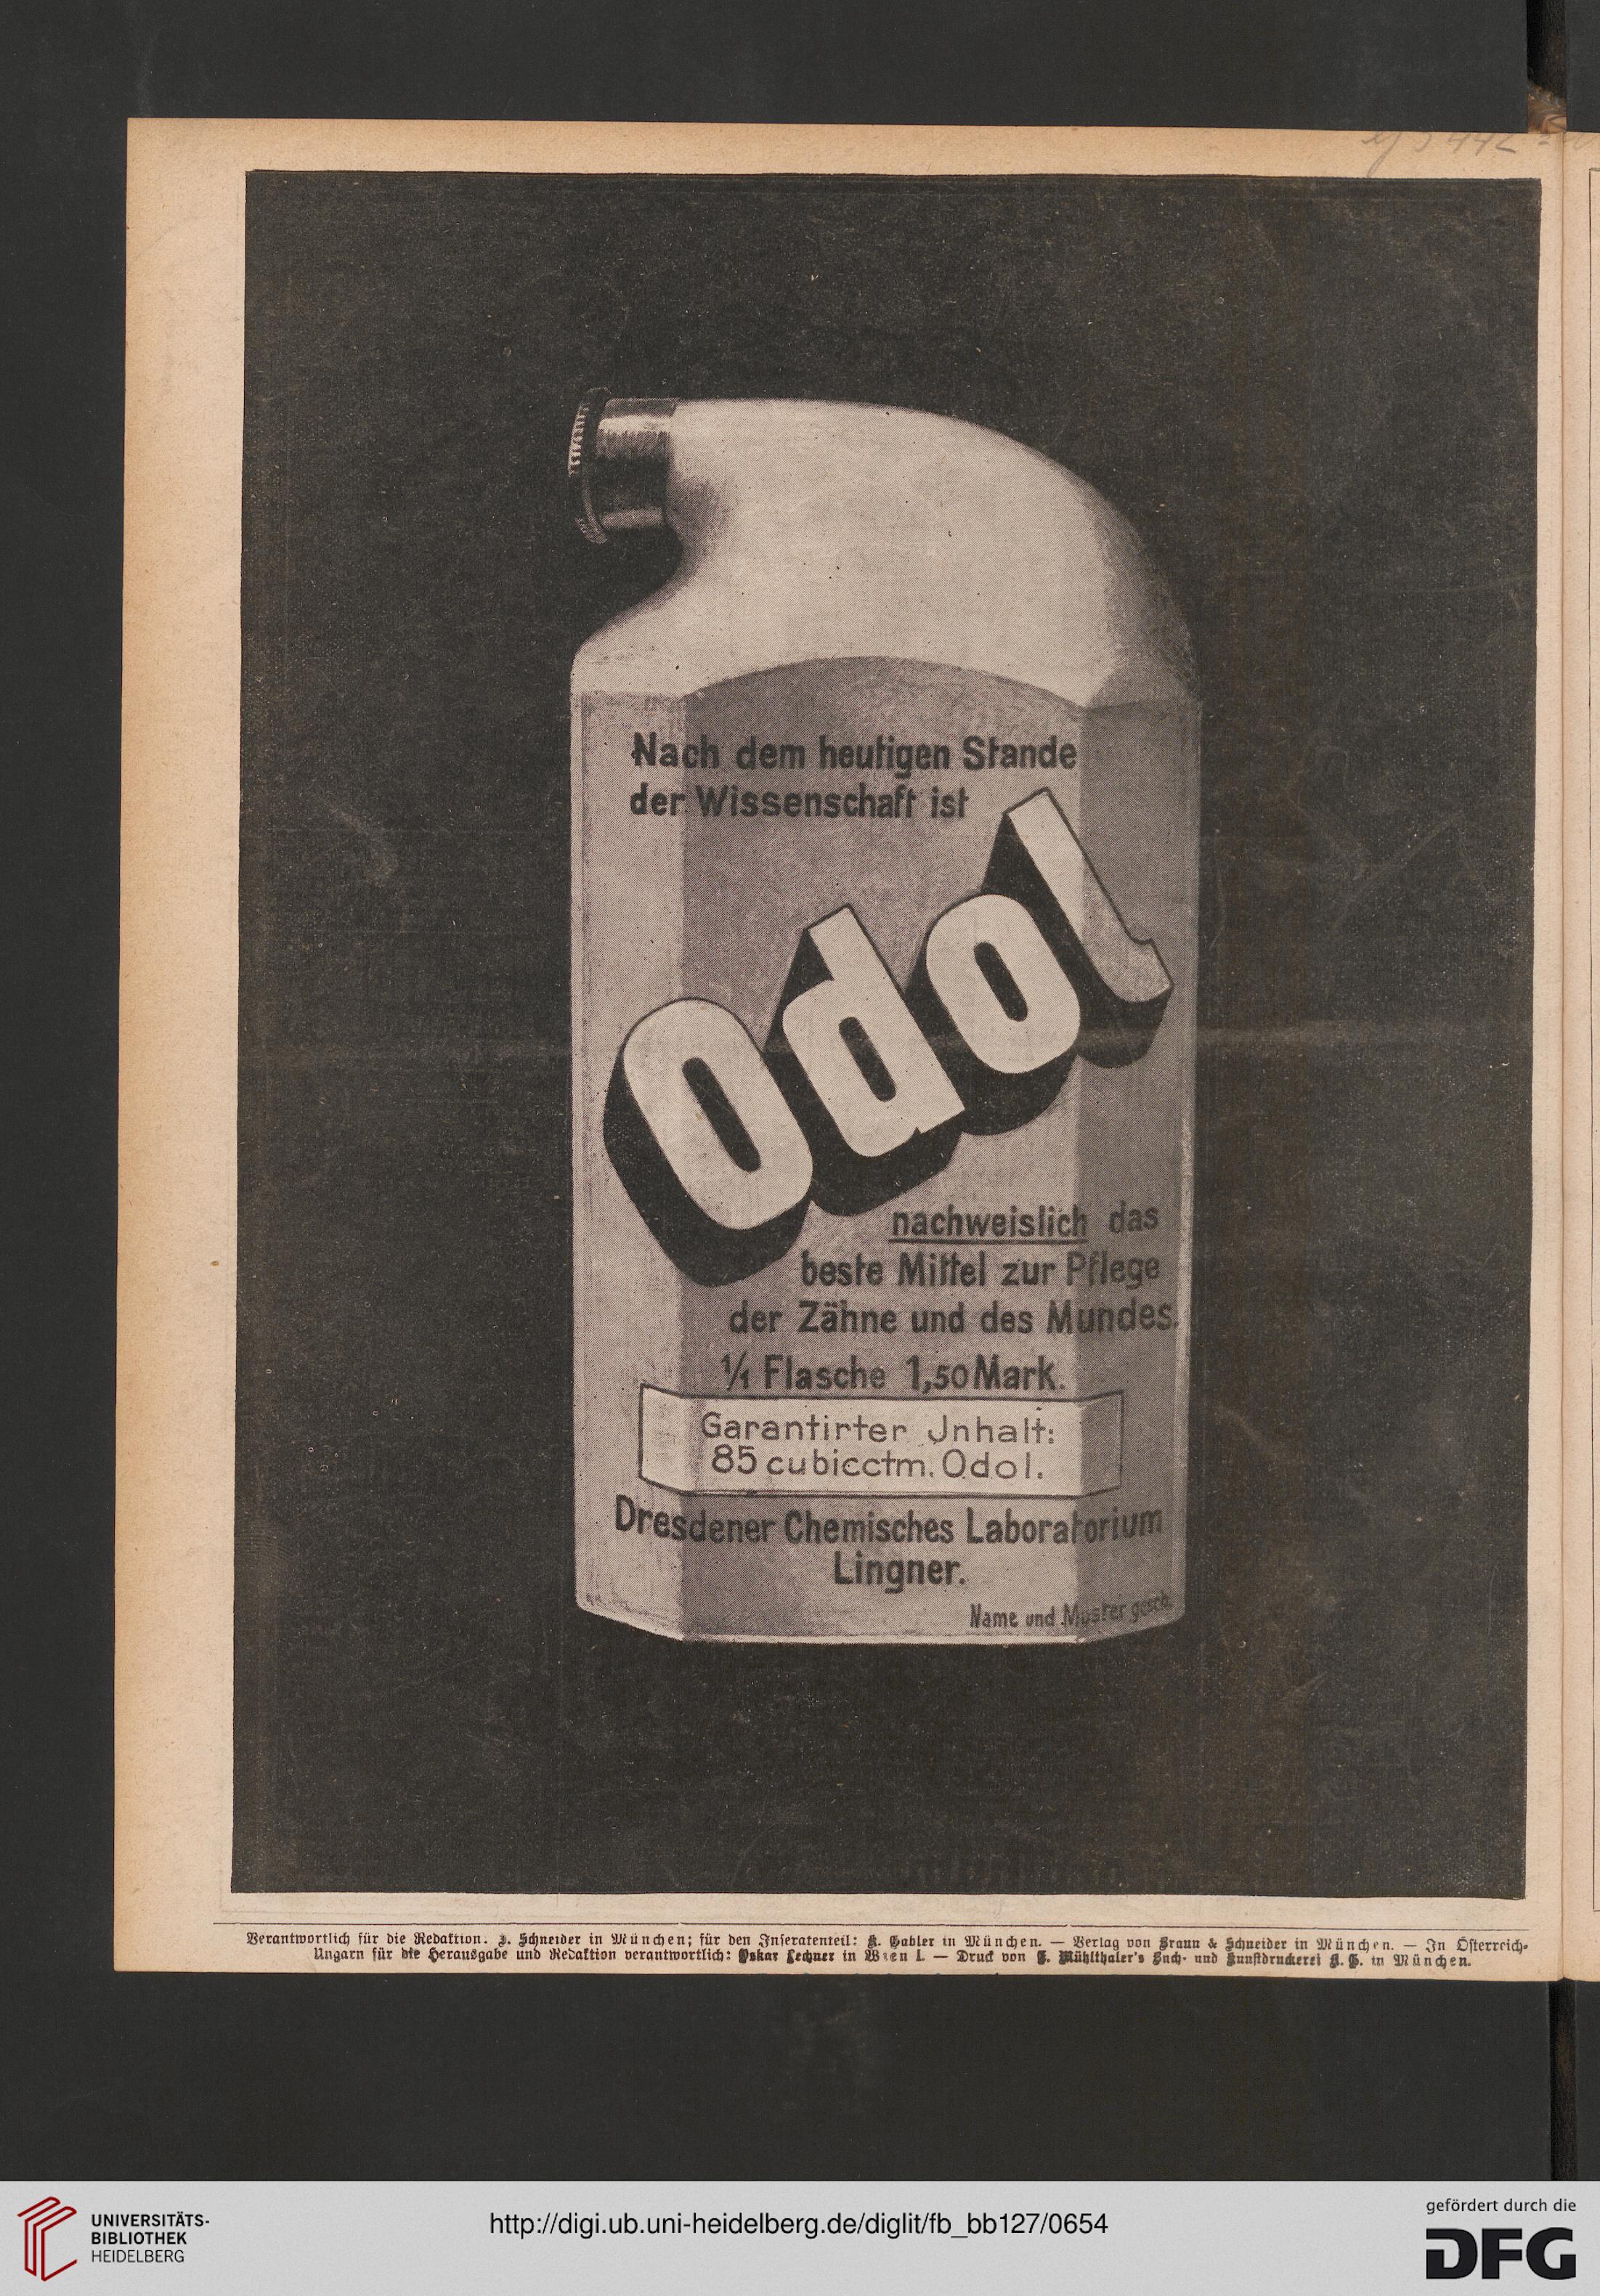 Nach dem heutigen Stande
der Wissenschaft ist
Odol
nachweislich das
beste Mittel zur Pflege
der Zähne und des Mundes.
1/1 Flasche 1,50 Mark.
Garantirter Jnhalt:
85 cubicctm. Odol.
Dresdener Chemisches Laboratorium
Lingner.
Name und Muster gesch.
Verantwortlich für die Redaktion. J. Schneider in München; für den Inseratenteil: K. Gabler in München. — Verlag von Braun & Schneider in München. — In Österreich-
Ungarn für die Herausgabe und Redaktion verantwortlich: Oskar Lechner in Wien I. — Druck von E. Mühlthaler's Buch- und Kunstdruckerei A. G. in München.
UNIVERSITÄTS-
BIBLIOTHEK
HEIDELBERG
http://digi.ub.uni-heidelberg.de/diglit/fb_bb127/0654
gefördert durch die
DFG